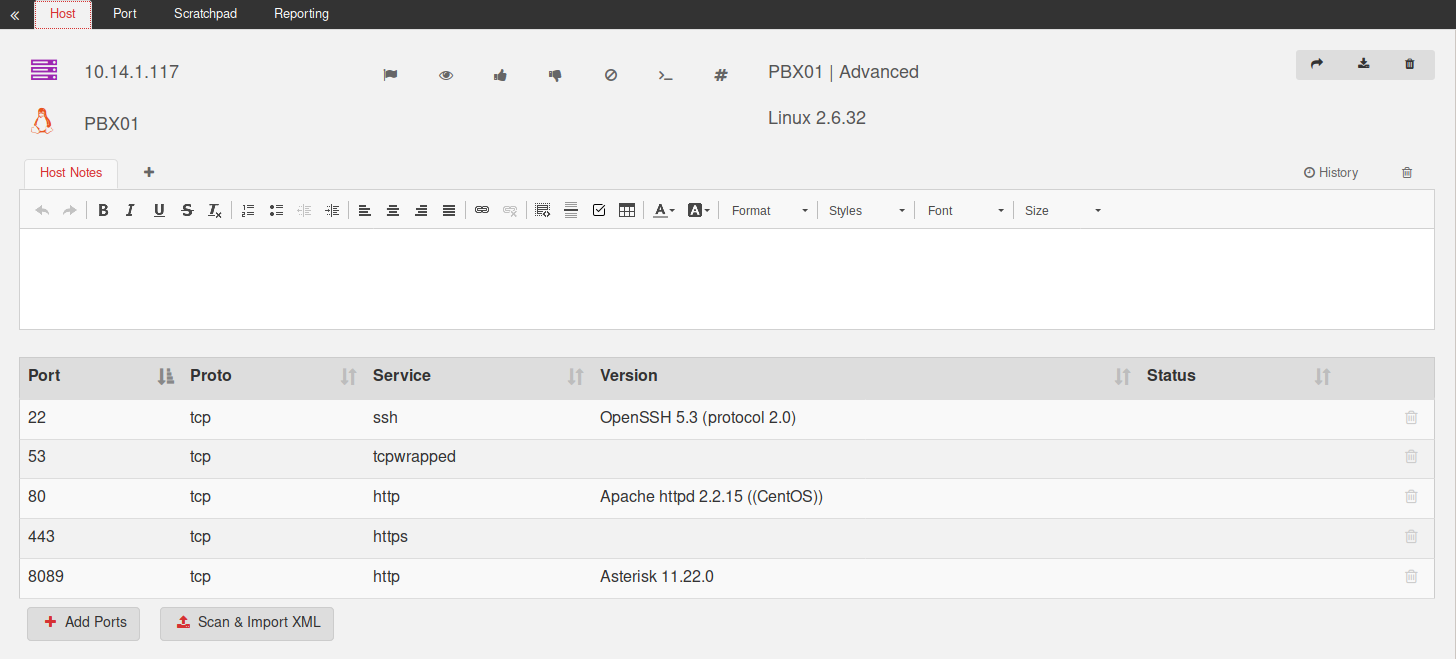 « Host Port Scratchpad Reporting
10.14.1.117 PBX01 | Advanced
PBX01 Linux 2.6.32
Host Notes + History
B I U S Tx A A Format Styles Font Size
Port Proto Service Version Status
22 tcp ssh OpenSSH 5.3 (protocol 2.0)
53 tcp tcpwrapped
80 tcp http Apache httpd 2.2.15 ((CentOS))
443 tcp https
8089 tcp http Asterisk 11.22.0
+ Add Ports Scan & Import XML